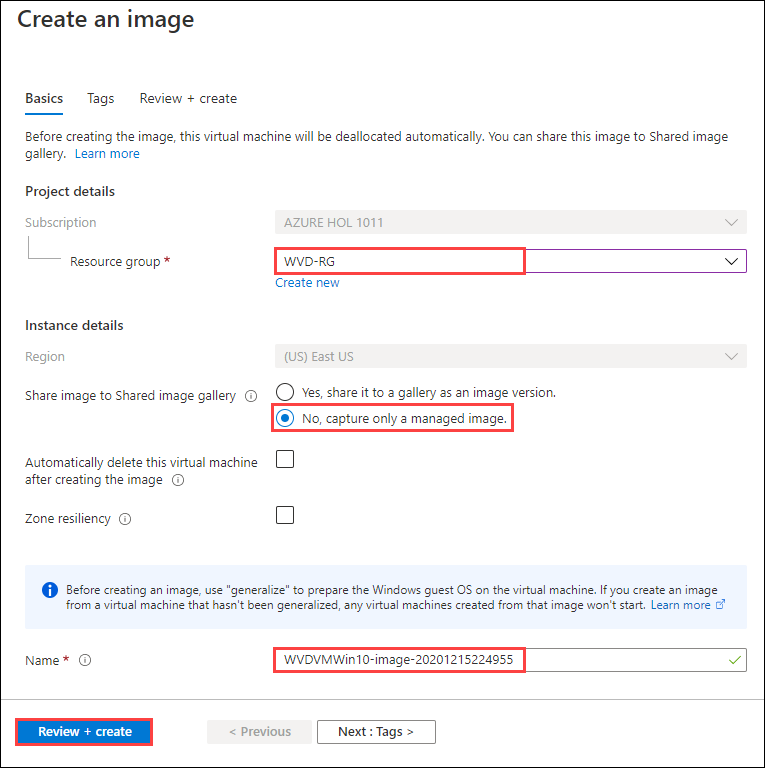 Create an image
Basics Tags Review + create
Before creating the image, this virtual machine will be deallocated automatically. You can share this image to Shared image
gallery. Learn more
Project details
Subscription AZURE HOL 1011
Resource group * WVD-RG
Create new
Instance details
Region (US) East US
Share image to Shared image gallery Yes, share it to a gallery as an image version.
No, capture only a managed image.
Automatically delete this virtual machine
after creating the image
Zone resiliency
Before creating an image, use "generalize" to prepare the Windows guest OS on the virtual machine. If you create an image
from a virtual machine that hasn't been generalized, any virtual machines created from that image won't start. Learn more
Name * WVDVMWin10-image-20201215224955
Review + create < Previous Next : Tags >